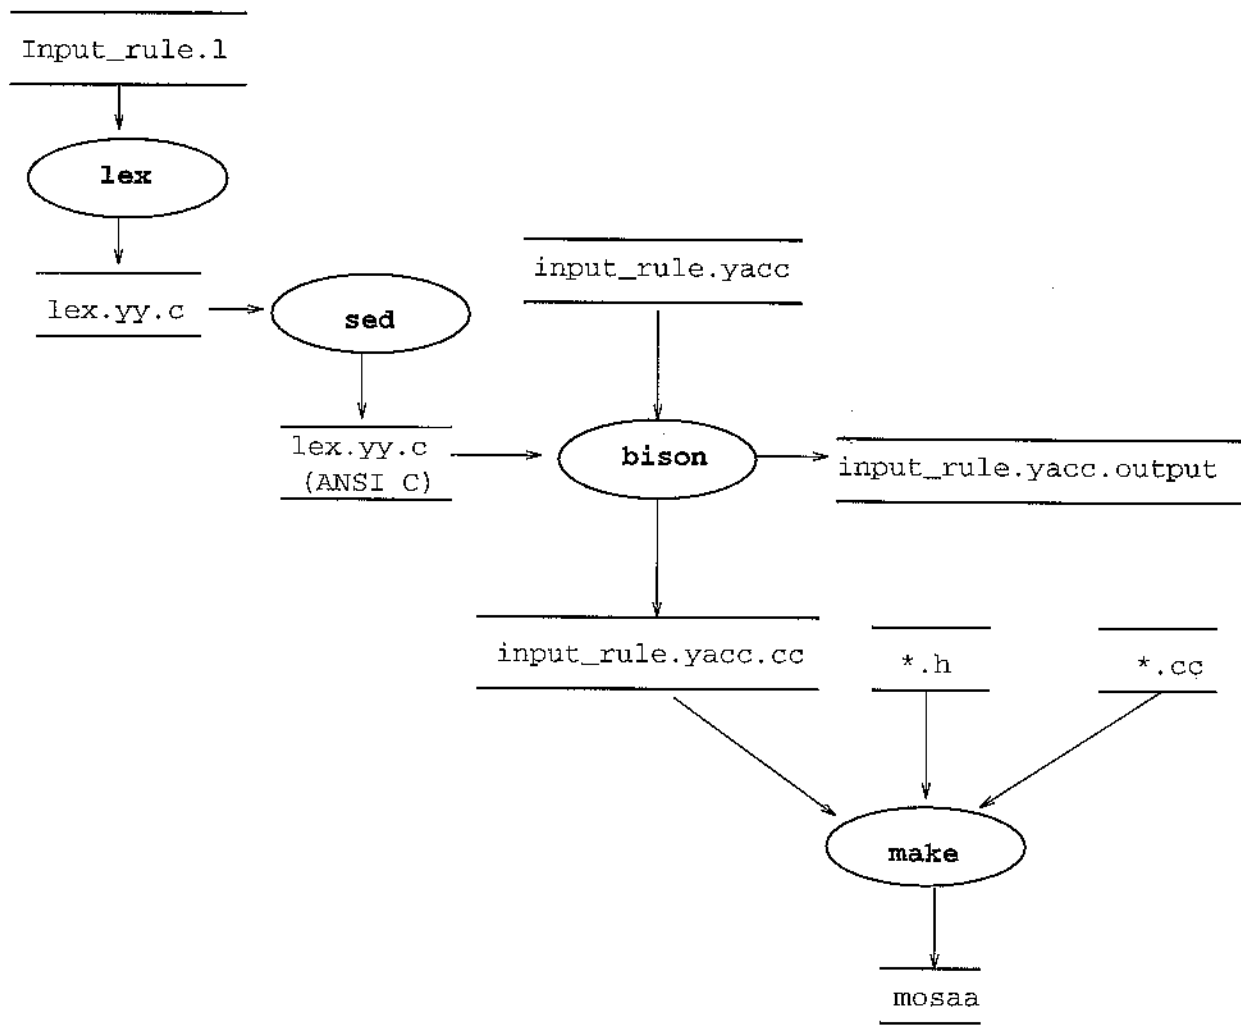 Input_rule.l
lex
input_rule.yacc
lex.yy.c
sed
lex.yy.c
(ANSI C)
bison
input_rule.yacc.output
input_rule.yacc.cc
*.h
*.cc
make
mosaa